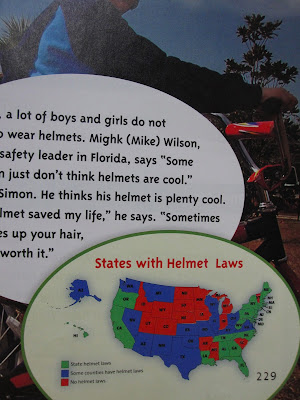 a lot of boys and girls do not
o wear helmets. Mighk (Mike) Wilson,
safety leader in Florida, says “Some
n just don’t think helmets are cool.”
Simon. He thinks his helmet is plenty cool.
lmet saved my life,” he says. “Sometimes
es up your hair,
worth it.”
States with Helmet Laws
State helmet laws
Some counties have helmet laws
No helmet laws
229